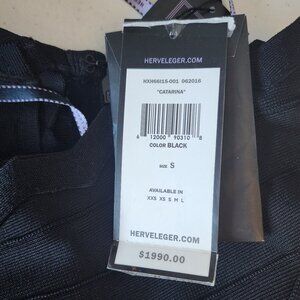 HERVELEGER.COM
HXH66I15-001 062016
"CATARINA"
6 12000 90310 8
COLOR BLACK
SIZE S
AVAILABLE IN
XXS XS S M L
HERVELEGER.COM
$1990.00